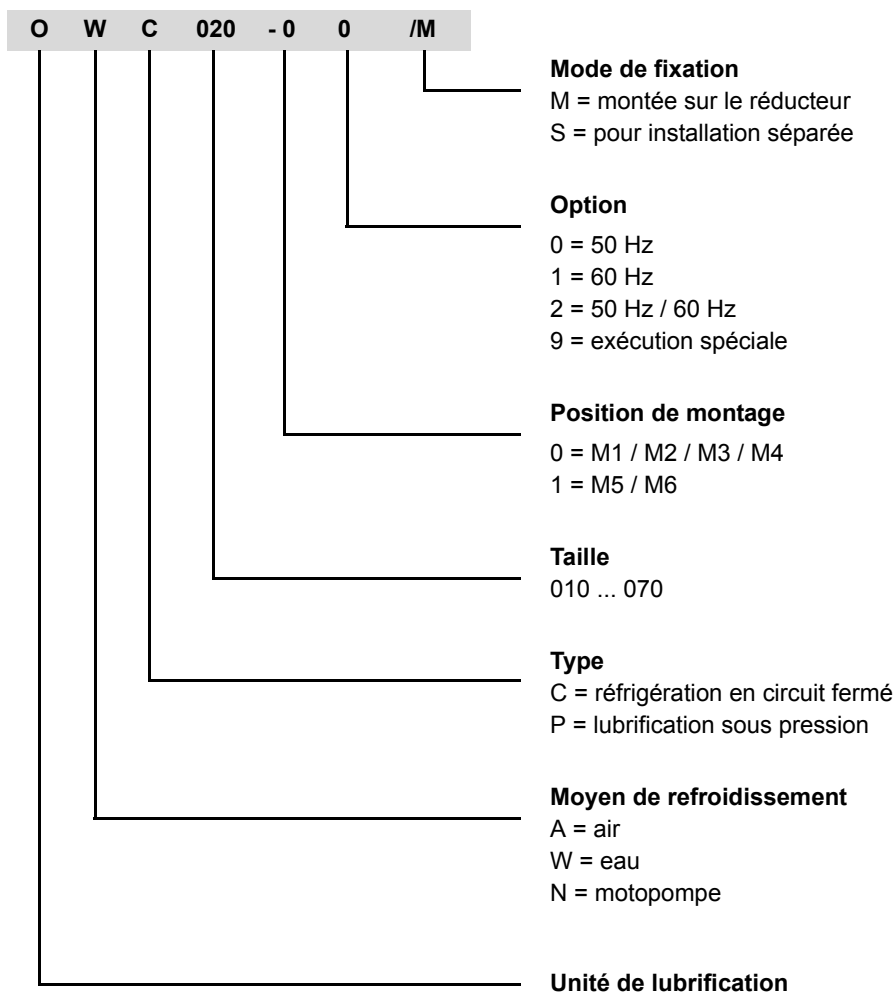 O W C 020 - 0 0 /M
Mode de fixation
M = montée sur le réducteur
S = pour installation séparée
Option
0 = 50 Hz
1 = 60 Hz
2 = 50 Hz / 60 Hz
9 = exécution spéciale
Position de montage
0 = M1 / M2 / M3 / M4
1 = M5 / M6
Taille
010 ... 070
Type
C = réfrigération en circuit fermé
P = lubrification sous pression
Moyen de refroidissement
A = air
W = eau
N = motopompe
Unité de lubrification